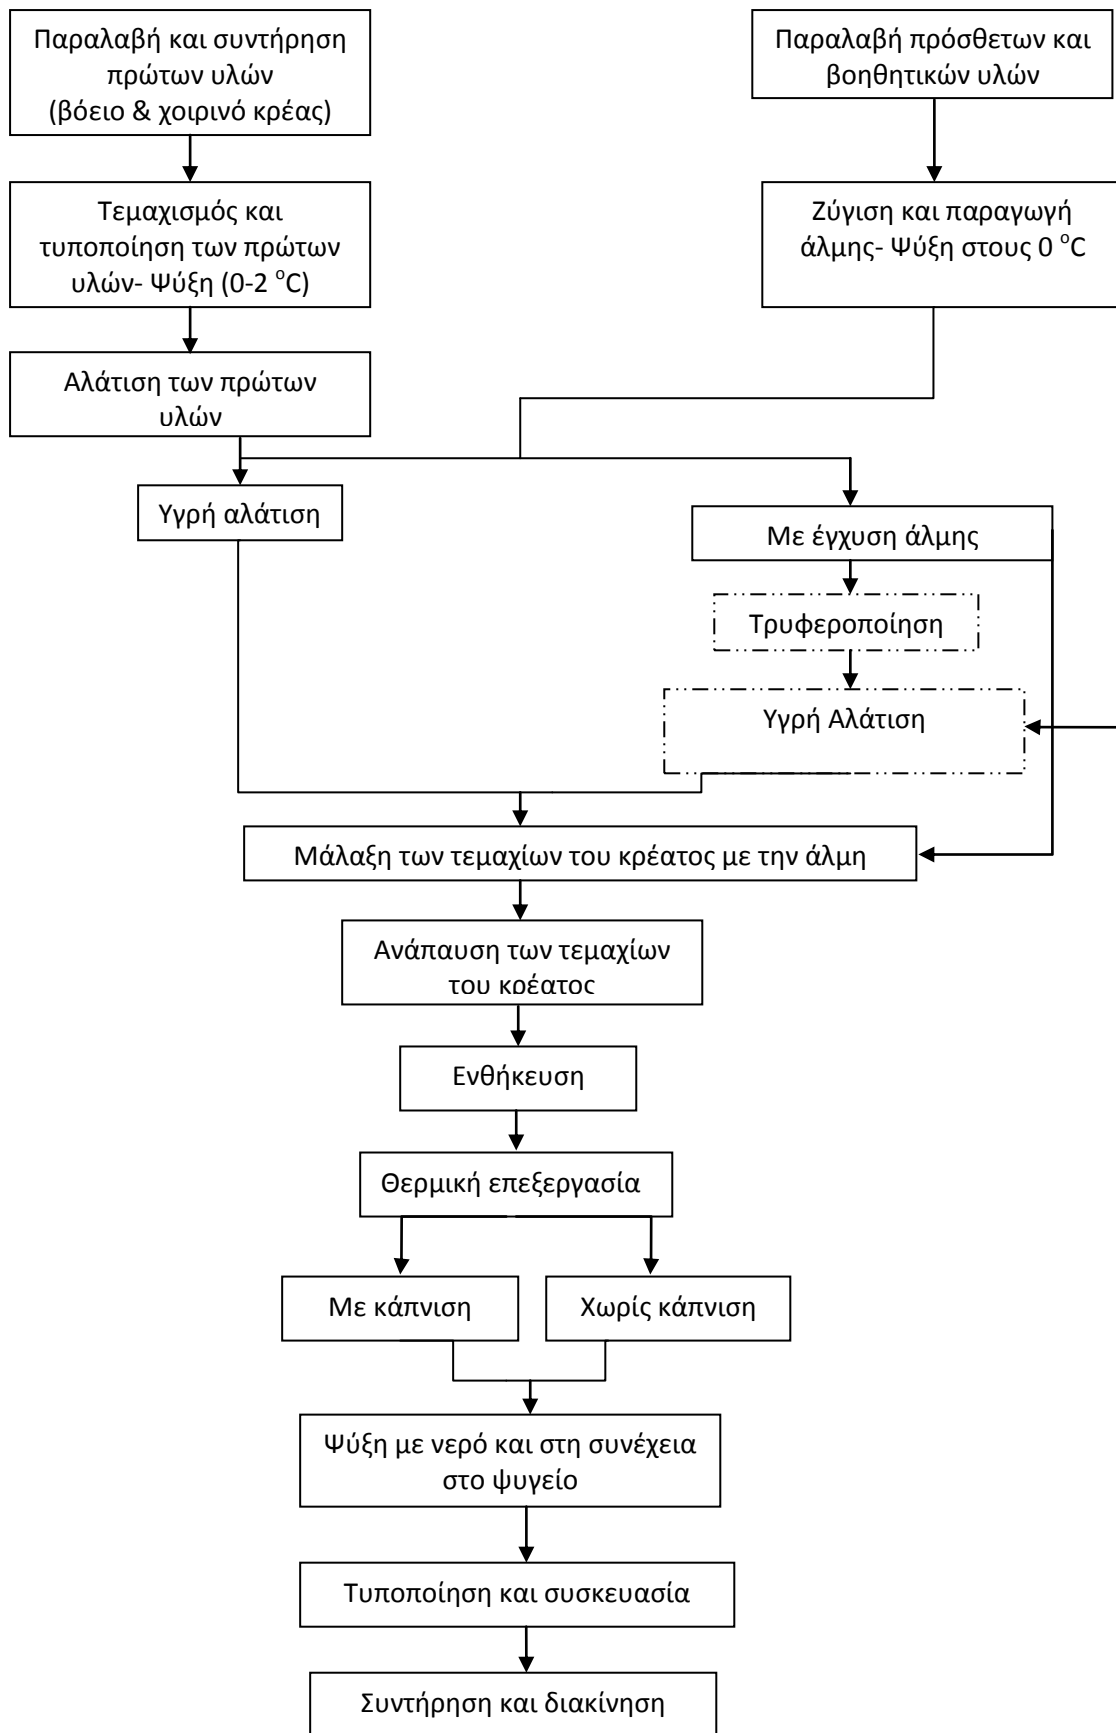 Παραλαβή και συντήρηση
πρώτων υλών
(βόειο & χοιρινό κρέας)
Παραλαβή πρόσθετων και
βοηθητικών υλών
Τεμαχισμός και
τυποποίηση των πρώτων
υλών- Ψύξη (0-2 °C)
Ζύγιση και παραγωγή
άλμης- Ψύξη στους 0 °C
Αλάτιση των πρώτων
υλών
Υγρή αλάτιση
Με έγχυση άλμης
Τρυφεροποίηση
Υγρή Αλάτιση
Μάλαξη των τεμαχίων του κρέατος με την άλμη
Ανάπαυση των τεμαχίων
του κρέατος
Ενθήκευση
Θερμική επεξεργασία
Με κάπνιση
Χωρίς κάπνιση
Ψύξη με νερό και στη συνέχεια
στο ψυγείο
Τυποποίηση και συσκευασία
Συντήρηση και διακίνηση